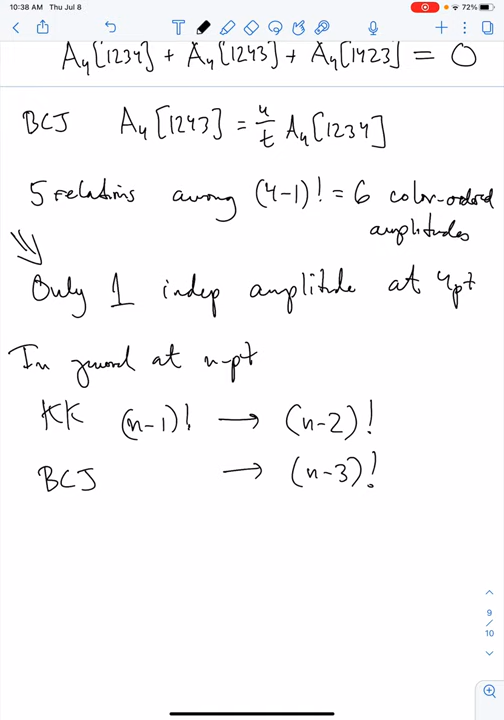 10:38 AM Thu Jul 8
72%
A₄[1234] + A₄[1243] + A₄[1423] = 0
BCJ A₄[1243] = u/t A₄[1234]
5 relations among (4-1)! = 6 color-ordered
amplitudes
⇒
Only 1 indep amplitude at 4pt
In general at n-pt
KK (n-1)! → (n-2)!
BCJ → (n-3)!
9
/
10